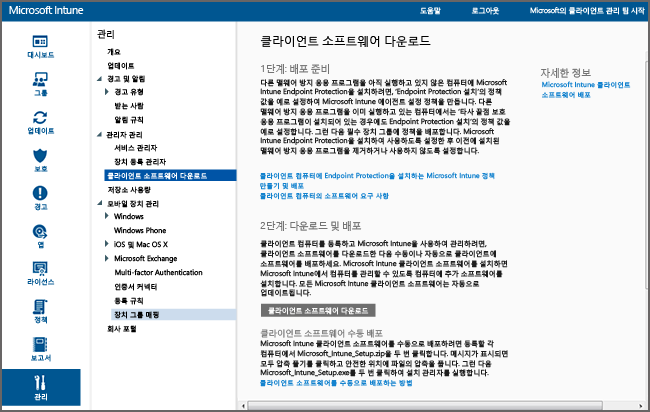 Microsoft Intune
도움말
로그아웃
Microsoft의 클라이언트 관리 팀 시작
대시보드
그룹
업데이트
보호
경고
앱
라이선스
정책
보고서
관리
관리
개요
업데이트
경고 및 알림
경고 유형
받는 사람
알림 규칙
관리자 관리
서비스 관리자
장치 등록 관리자
클라이언트 소프트웨어 다운로드
저장소 사용량
모바일 장치 관리
Windows
Windows Phone
iOS 및 Mac OS X
Microsoft Exchange
Multi-factor Authentication
인증서 커넥터
등록 규칙
장치 그룹 매핑
회사 포털
클라이언트 소프트웨어 다운로드
1단계: 배포 준비
다른 맬웨어 방지 응용 프로그램을 아직 실행하고 있지 않은 컴퓨터에 Microsoft
Intune Endpoint Protection을 설치하려면, 'Endpoint Protection 설치'의 정책
값을 예로 설정하여 Microsoft Intune 에이전트 설정 정책을 만듭니다. 다른
맬웨어 방지 응용 프로그램을 이미 실행하고 있는 컴퓨터에서는 '타사 끝점 보호
응용 프로그램이 설치되어 있는 경우에도 Endpoint Protection 설치'의 정책 값을
예로 설정합니다. 그런 다음 필수 장치 그룹에 정책을 배포합니다. Microsoft
Intune Endpoint Protection을 설치하여 사용하도록 설정한 후 이전에 설치된
맬웨어 방지 응용 프로그램을 제거하거나 사용하지 않도록 설정합니다.
클라이언트 컴퓨터에 Endpoint Protection을 설치하는 Microsoft Intune 정책
만들기 및 배포
클라이언트 컴퓨터의 소프트웨어 요구 사항
2단계: 다운로드 및 배포
클라이언트 컴퓨터를 등록하고 Microsoft Intune을 사용하여 관리하려면,
클라이언트 소프트웨어를 다운로드한 다음 수동이나 자동으로 클라이언트에
소프트웨어를 배포하세요. Microsoft Intune 클라이언트 소프트웨어를 설치하면
Microsoft Intune에서 컴퓨터를 관리할 수 있도록 컴퓨터에 추가 소프트웨어를
설치합니다. 모든 Microsoft Intune 클라이언트 소프트웨어는 자동으로
업데이트됩니다.
클라이언트 소프트웨어 다운로드
클라이언트 소프트웨어 수동 배포
Microsoft Intune 클라이언트 소프트웨어를 수동으로 배포하려면 등록할 각
컴퓨터에서 Microsoft_Intune_Setup.zip을 두 번 클릭합니다. 메시지가 표시되면
모두 압축 풀기를 클릭하고 안전한 위치에 파일의 압축을 풉니다. 그런 다음
Microsoft_Intune_Setup.exe를 두 번 클릭하여 설치 관리자를 실행합니다.
클라이언트 소프트웨어를 수동으로 배포하는 방법
자세한 정보
Microsoft Intune 클라이언트
소프트웨어 배포